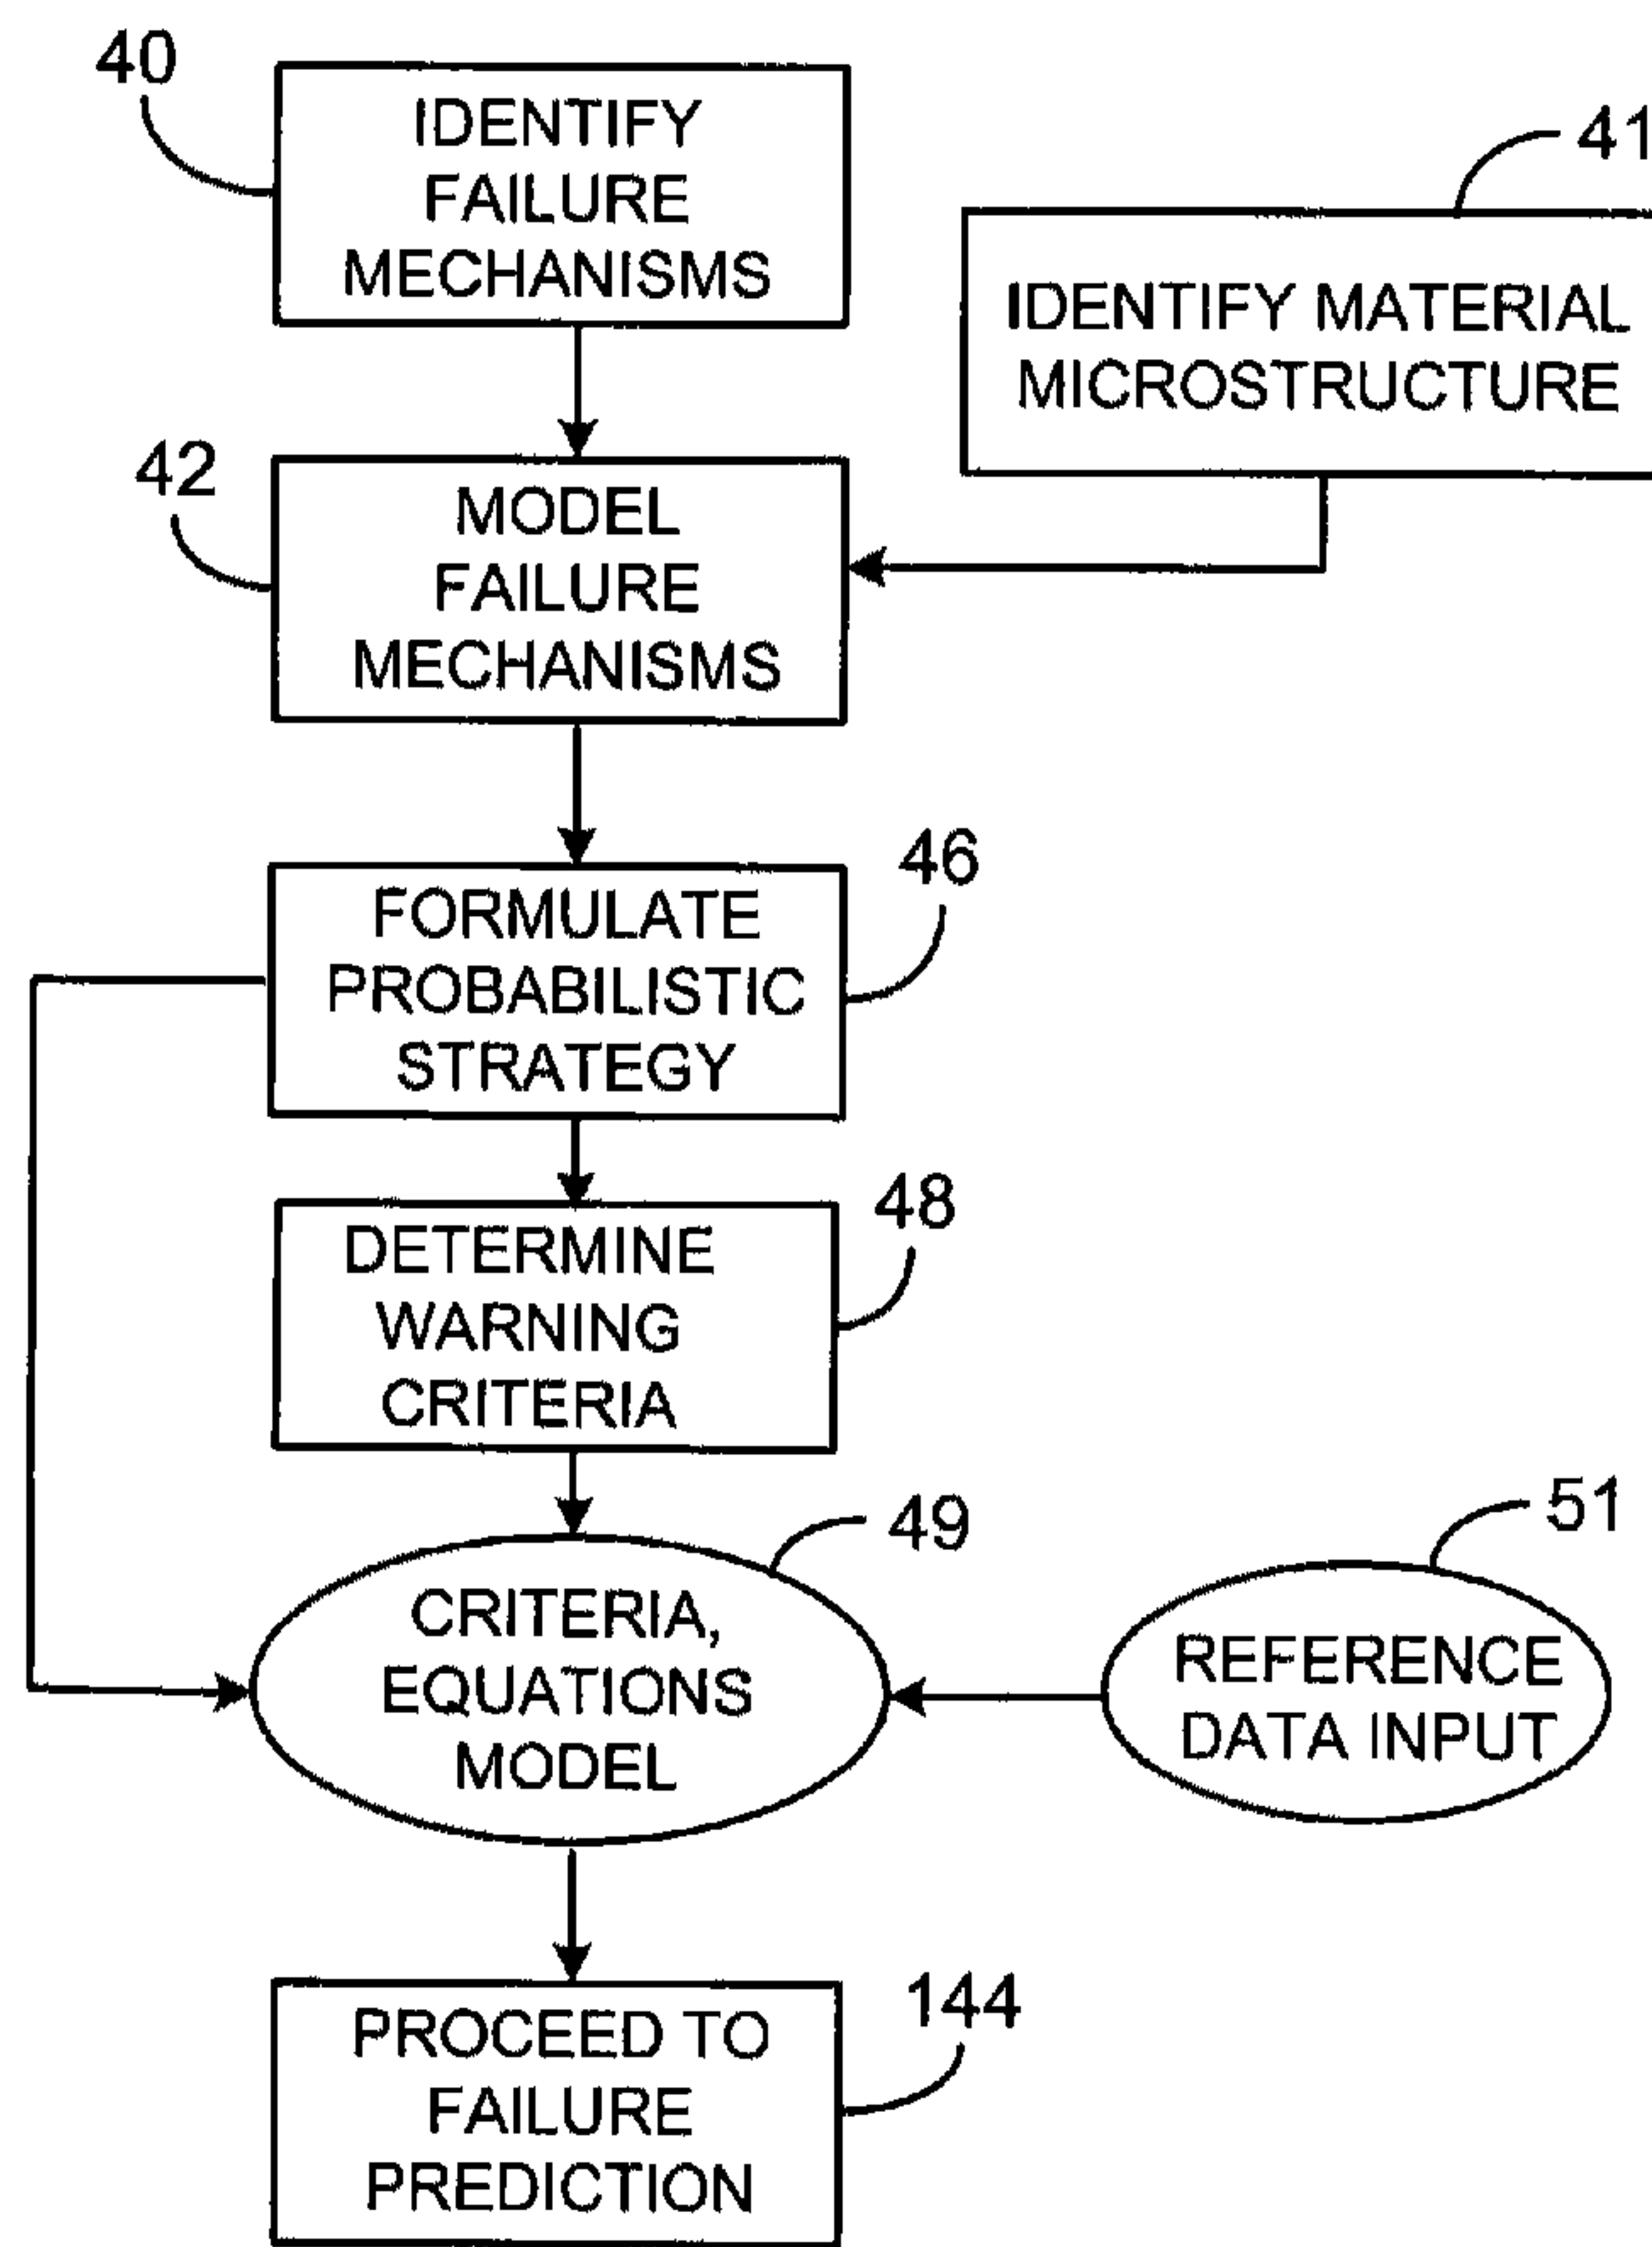 40
IDENTIFY
FAILURE
MECHANISMS
41
IDENTIFY MATERIAL
MICROSTRUCTURE
42
MODEL
FAILURE
MECHANISMS
46
FORMULATE
PROBABILISTIC
STRATEGY
48
DETERMINE
WARNING
CRITERIA
49
CRITERIA,
EQUATIONS
MODEL
51
REFERENCE
DATA INPUT
144
PROCEED TO
FAILURE
PREDICTION